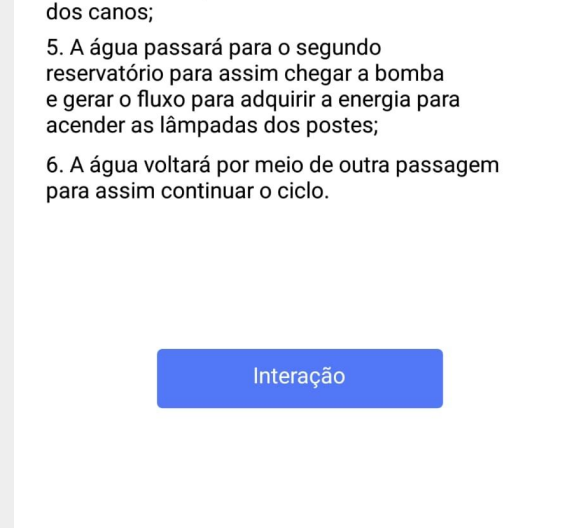 dos canos;
5. A água passará para o segundo
reservatório para assim chegar a bomba
e gerar o fluxo para adquirir a energia para
acender as lâmpadas dos postes;
6. A água voltará por meio de outra passagem
para assim continuar o ciclo.
Interação